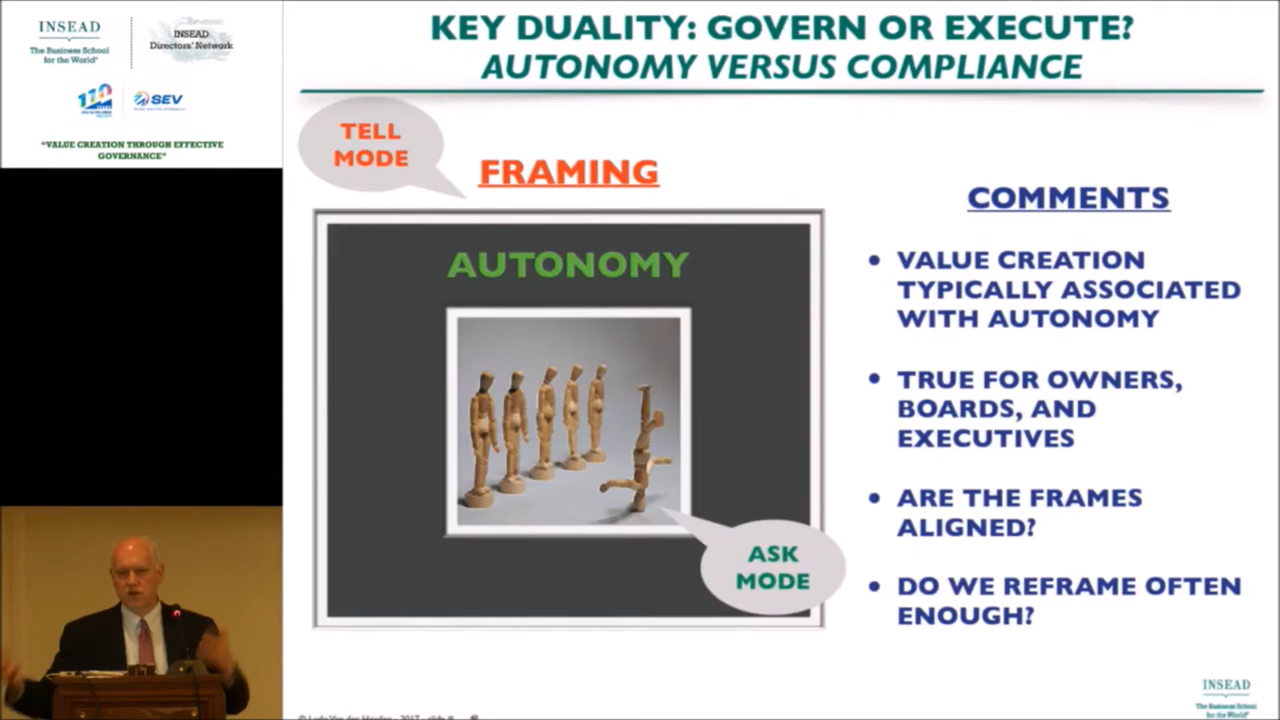 INSEAD
The Business School
for the World®
INSEAD
Directors' Network
110
SEV
"VALUE CREATION THROUGH EFFECTIVE
GOVERNANCE"
KEY DUALITY: GOVERN OR EXECUTE?
AUTONOMY VERSUS COMPLIANCE
TELL
MODE
FRAMING
AUTONOMY
ASK
MODE
COMMENTS
• VALUE CREATION
TYPICALLY ASSOCIATED
WITH AUTONOMY
• TRUE FOR OWNERS,
BOARDS, AND
EXECUTIVES
• ARE THE FRAMES
ALIGNED?
• DO WE REFRAME OFTEN
ENOUGH?
INSEAD
The Business School
for the World®